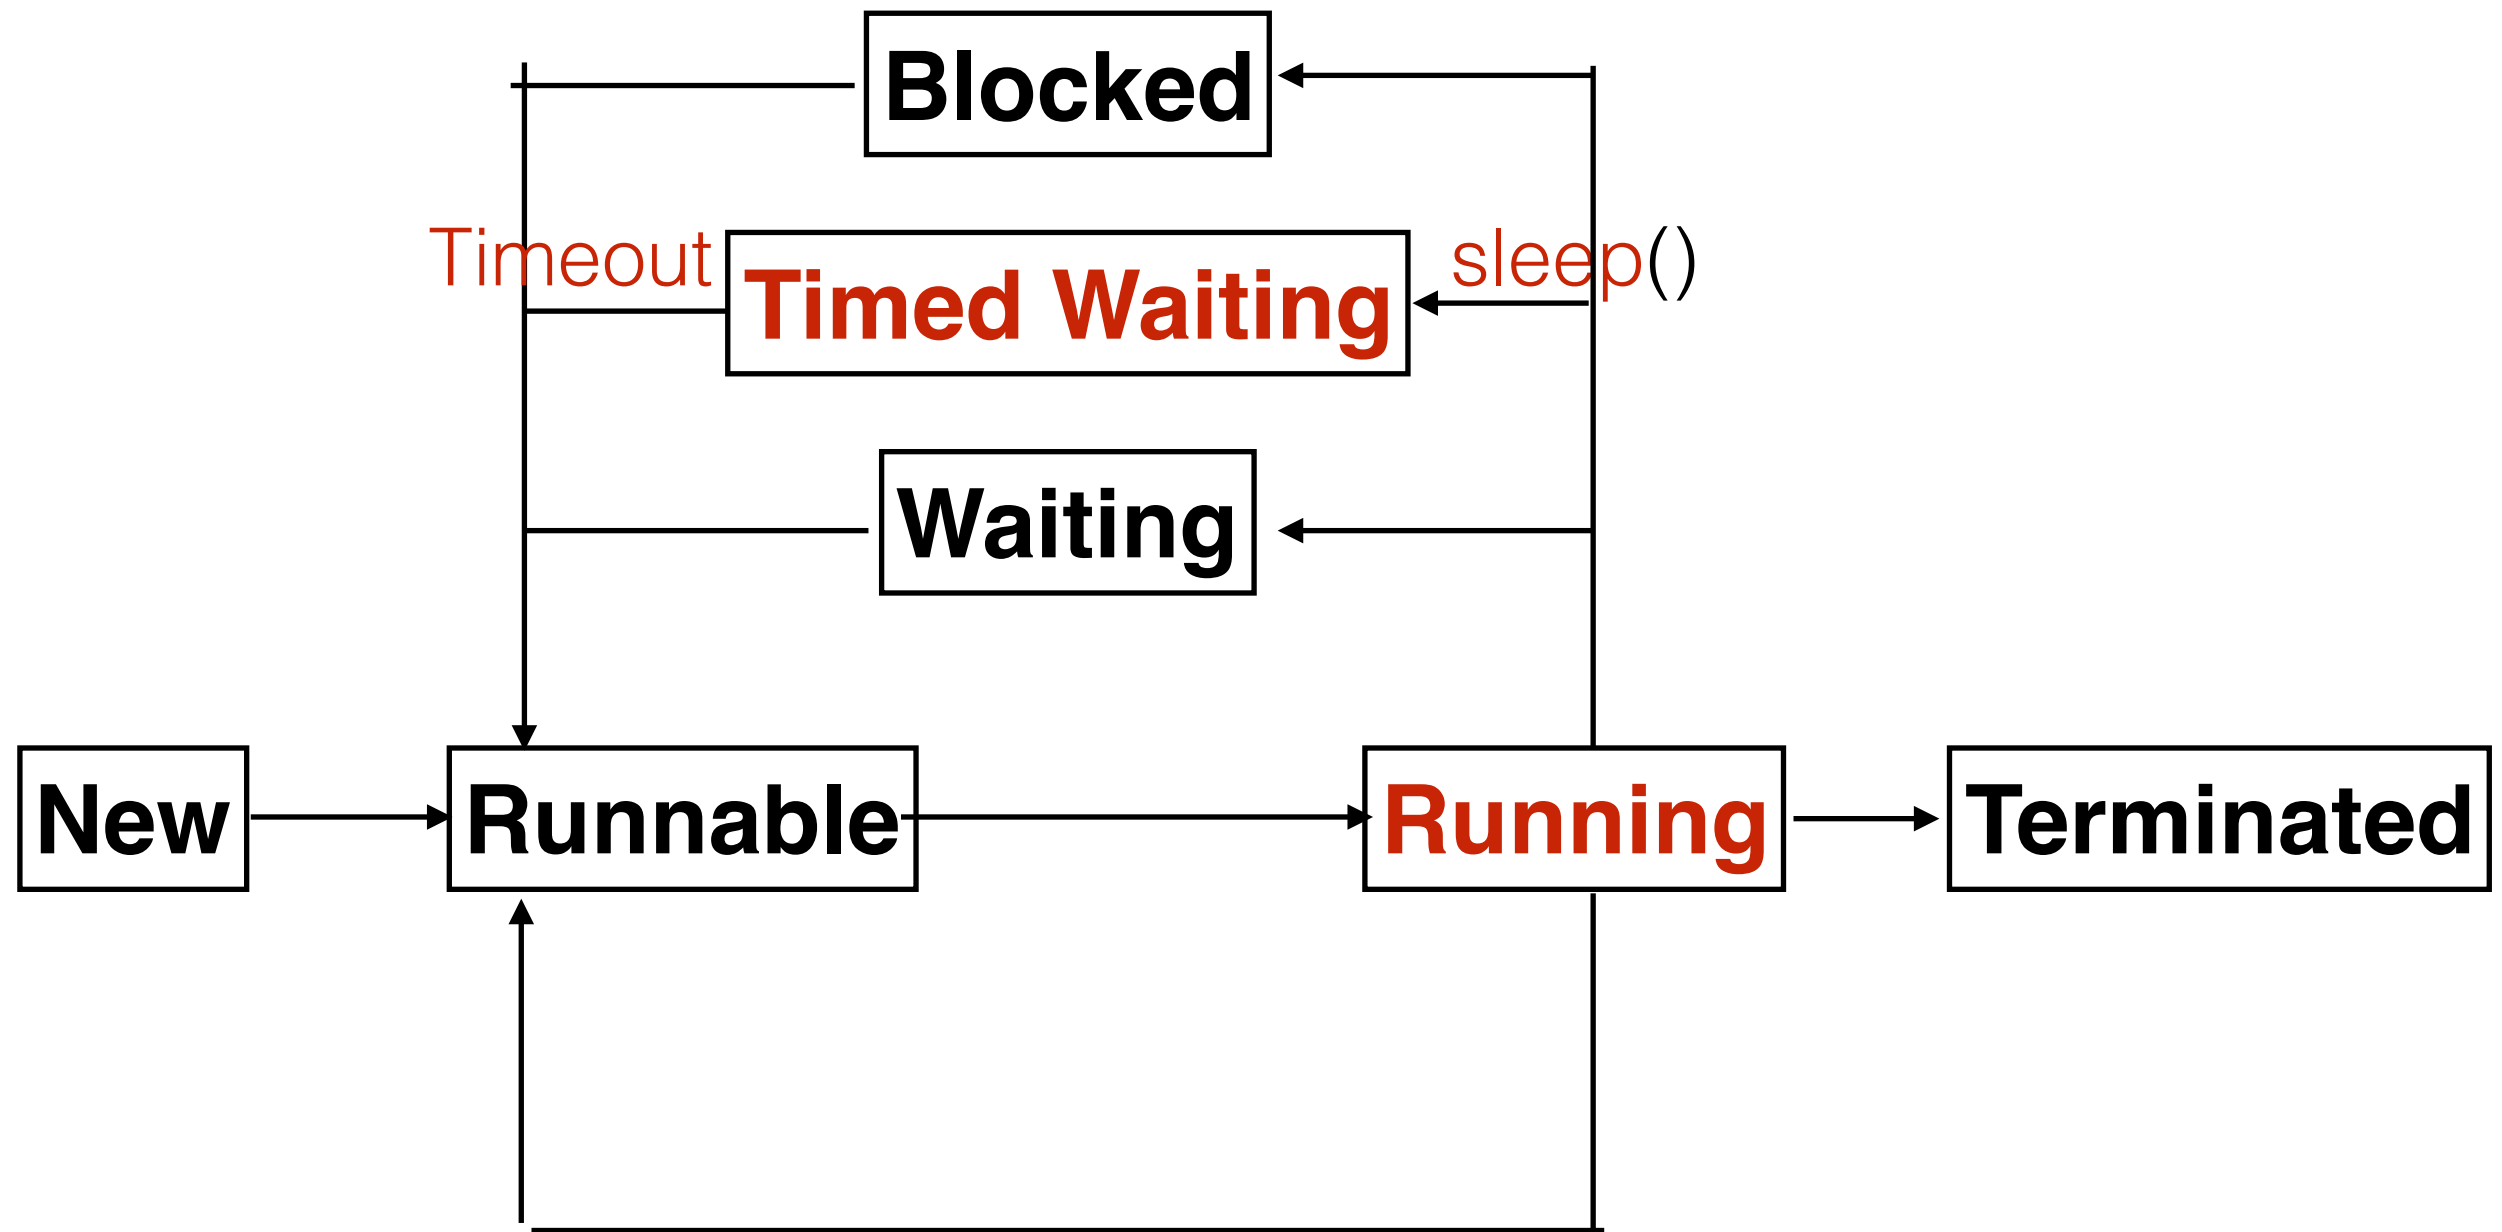 Blocked
Timeout
sleep()
Timed Waiting
Waiting
New
Runnable
Running
Terminated